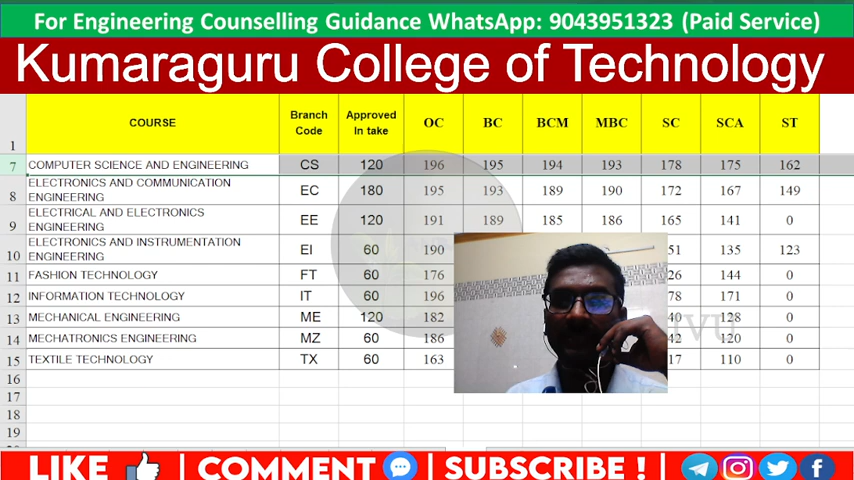 For Engineering Counselling Guidance WhatsApp: 9043951323 (Paid Service)
Kumaraguru College of Technology
1 COURSE Branch Code Approved In take OC BC BCM MBC SC SCA ST
7 COMPUTER SCIENCE AND ENGINEERING CS 120 196 195 194 193 178 175 162
8 ELECTRONICS AND COMMUNICATION ENGINEERING EC 180 195 193 189 190 172 167 149
9 ELECTRICAL AND ELECTRONICS ENGINEERING EE 120 191 189 185 186 165 141 0
10 ELECTRONICS AND INSTRUMENTATION ENGINEERING EI 60 190 51 135 123
11 FASHION TECHNOLOGY FT 60 176 26 144 0
12 INFORMATION TECHNOLOGY IT 60 196 78 171 0
13 MECHANICAL ENGINEERING ME 120 182 40 128 0
14 MECHATRONICS ENGINEERING MZ 60 186 42 120 0
15 TEXTILE TECHNOLOGY TX 60 163 17 110 0
16
17
18
19
LIKE | COMMENT | SUBSCRIBE ! |